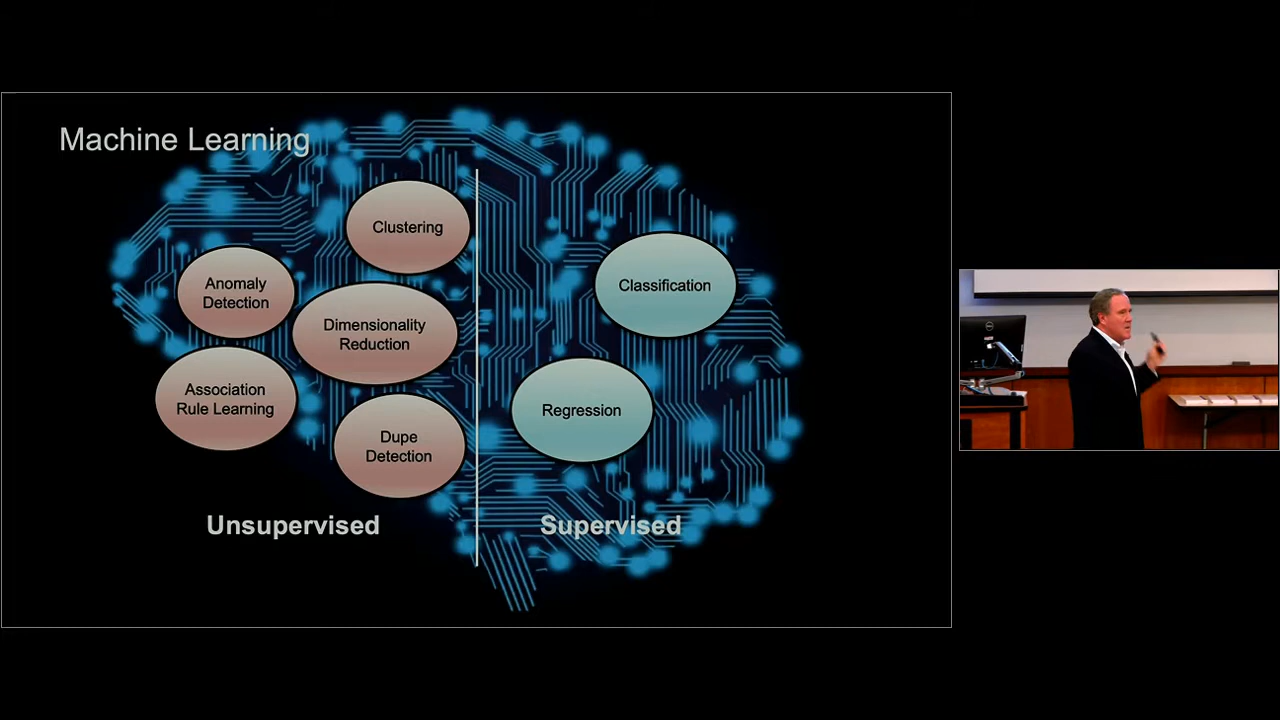 Machine Learning
Clustering
Anomaly
Detection
Dimensionality
Reduction
Association
Rule Learning
Dupe
Detection
Unsupervised
Classification
Regression
Supervised